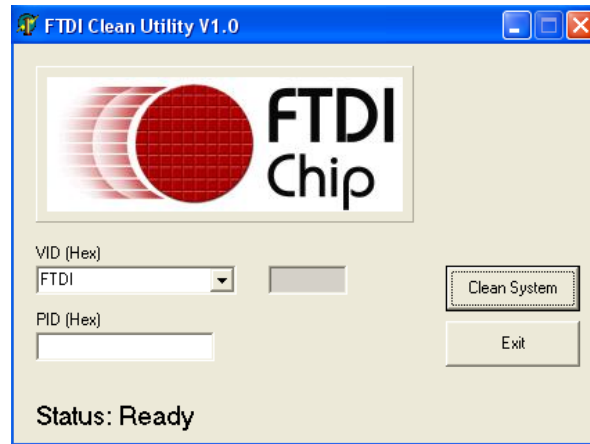 FTDI Clean Utility V1.0
FTDI
Chip
VID (Hex)
FTDI
Clean System
PID (Hex)
Exit
Status: Ready